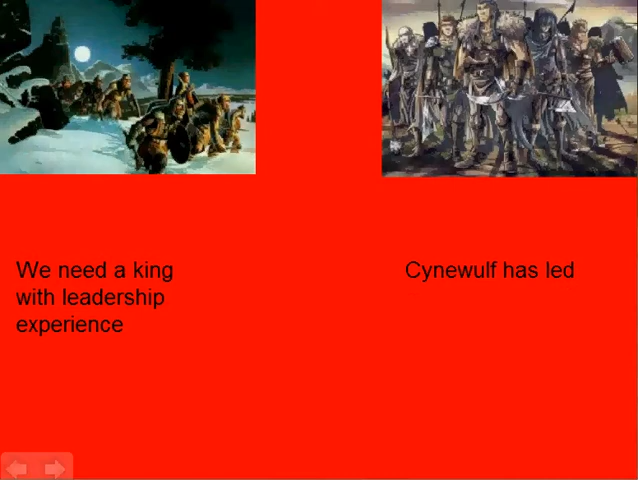 We need a king
with leadership
experience
Cynewulf has led